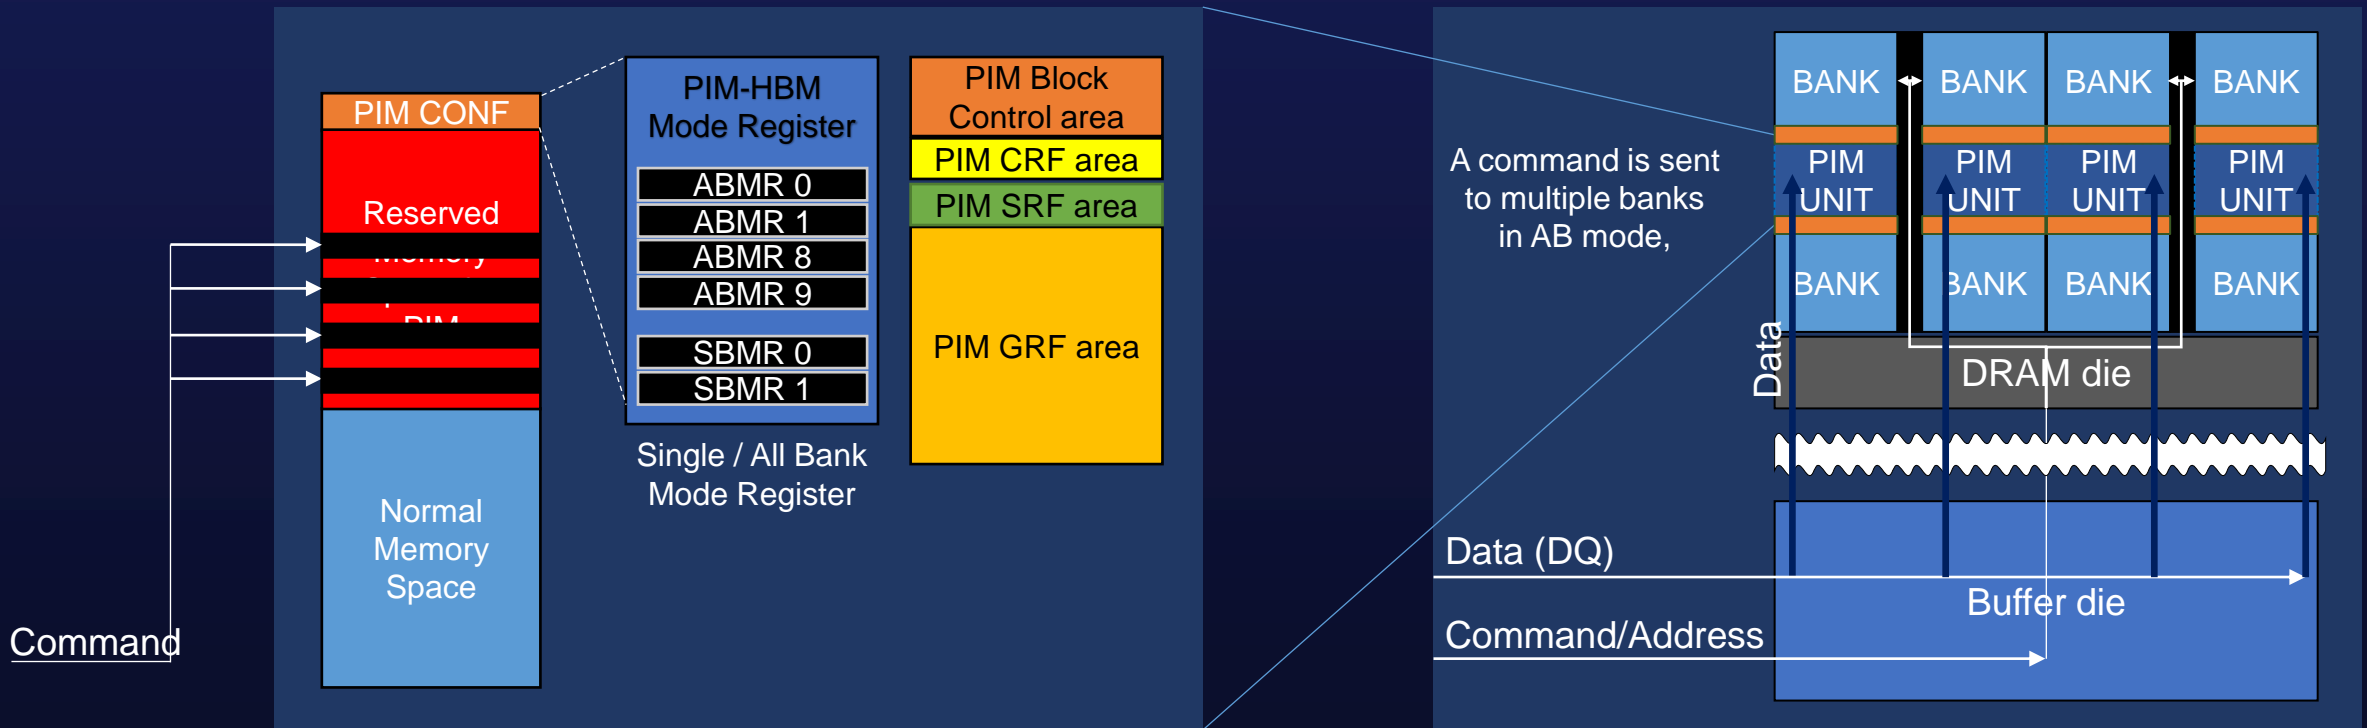 PIM CONF
Reserved
Memory
PIM
Normal
Memory
Space
Command
PIM-HBM
Mode Register
ABMR 0
ABMR 1
ABMR 8
ABMR 9
SBMR 0
SBMR 1
Single / All Bank
Mode Register
PIM Block
Control area
PIM CRF area
PIM SRF area
PIM GRF area
A command is sent
to multiple banks
in AB mode,
BANK BANK BANK BANK
PIM PIM PIM PIM
UNIT UNIT UNIT UNIT
BANK BANK BANK BANK
Data
DRAM die
Data (DQ)
Buffer die
Command/Address